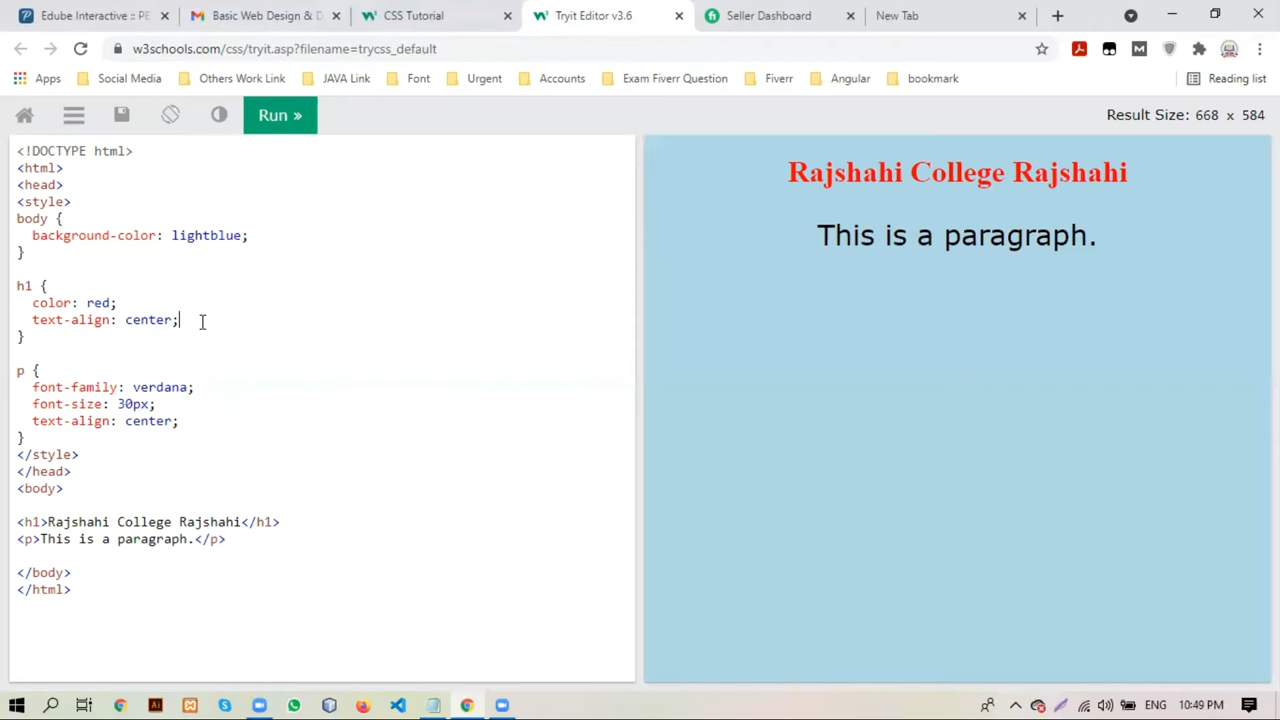 Edube Interactive :: PE
Basic Web Design & D
CSS Tutorial
Tryit Editor v3.6
Seller Dashboard
New Tab
w3schools.com/css/tryit.asp?filename=trycss_default
Apps
Social Media
Others Work Link
JAVA Link
Font
Urgent
Accounts
Exam Fiverr Question
Fiverr
Angular
bookmark
Reading list
Run »
Result Size: 668 x 584
<!DOCTYPE html>
<html>
<head>
<style>
body {
  background-color: lightblue;
}
h1 {
  color: red;
  text-align: center;
}
p {
  font-family: verdana;
  font-size: 30px;
  text-align: center;
}
</style>
</head>
<body>
<h1>Rajshahi College Rajshahi</h1>
<p>This is a paragraph.</p>
</body>
</html>
Rajshahi College Rajshahi
This is a paragraph.
ENG
10:49 PM